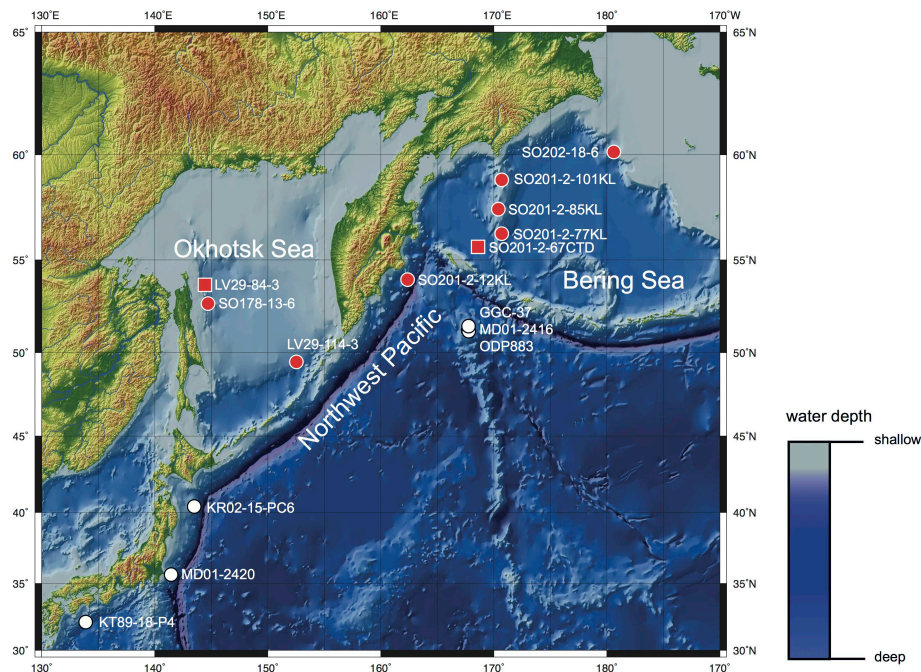 130˚ 140˚ 150˚ 160˚ 170˚E 180˚ 170˚W
65˚ 65˚N
SO202-18-6
60˚ 60˚N
SO201-2-101KL
SO201-2-85KL
SO201-2-77KL
Okhotsk Sea
SO201-2-67CTD
55˚ 55˚N
Bering Sea
SO201-2-12KL
LV29-84-3
SO178-13-6
GGC-37
MD01-2416
ODP883
LV29-114-3
50˚ 50˚N
Northwest Pacific
water depth
45˚ 45˚N
shallow
KR02-15-PC6
40˚ 40˚N
MD01-2420
35˚ 35˚N
KT89-18-P4
30˚ 30˚N
deep
130˚ 140˚ 150˚ 160˚ 170˚E 180˚ 170˚W